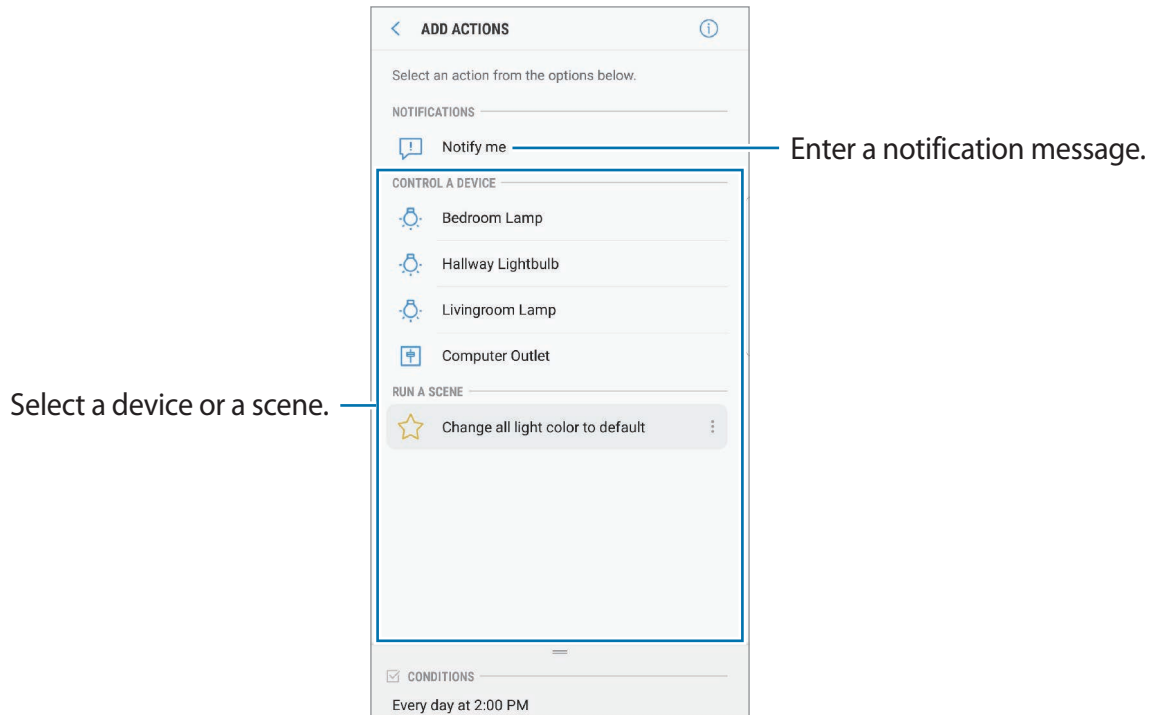 ADD ACTIONS
Select an action from the options below.
NOTIFICATIONS
Notify me
Enter a notification message.
CONTROL A DEVICE
Bedroom Lamp
Hallway Lightbulb
Livingroom Lamp
Computer Outlet
RUN A SCENE
Select a device or a scene.
Change all light color to default
CONDITIONS
Every day at 2:00 PM